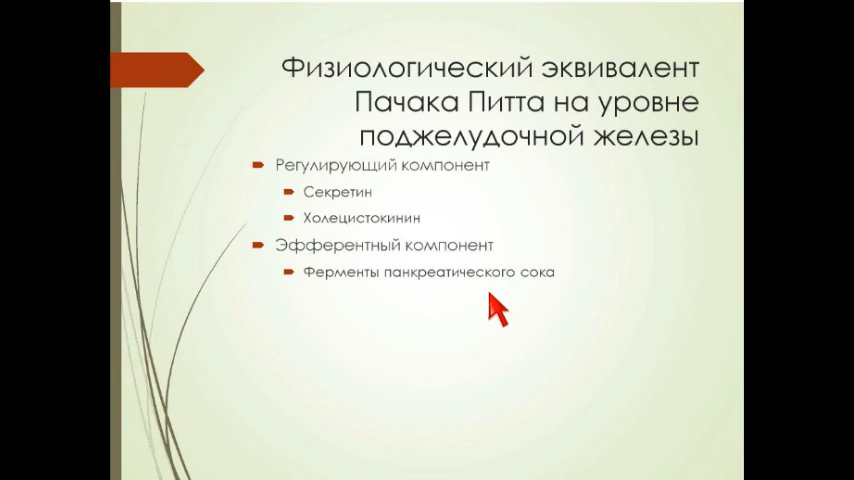 Физиологический эквивалент
Пачака Питта на уровне
поджелудочной железы
Регулирующий компонент
Секретин
Холецистокинин
Эфферентный компонент
Ферменты панкреатического сока